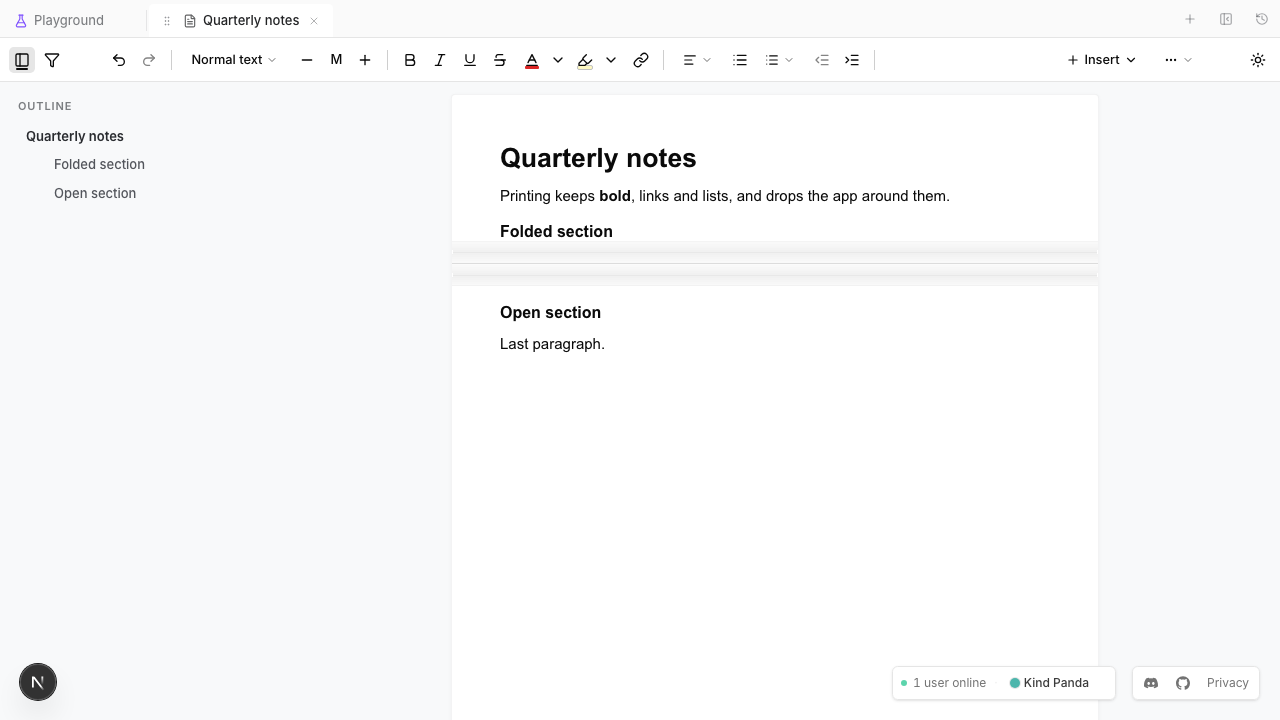 Playground
Quarterly notes
Normal text
M
B I U S A
Insert
OUTLINE
Quarterly notes
Folded section
Open section
Quarterly notes
Printing keeps bold, links and lists, and drops the app around them.
Folded section
Open section
Last paragraph.
N
1 user online
Kind Panda
Privacy